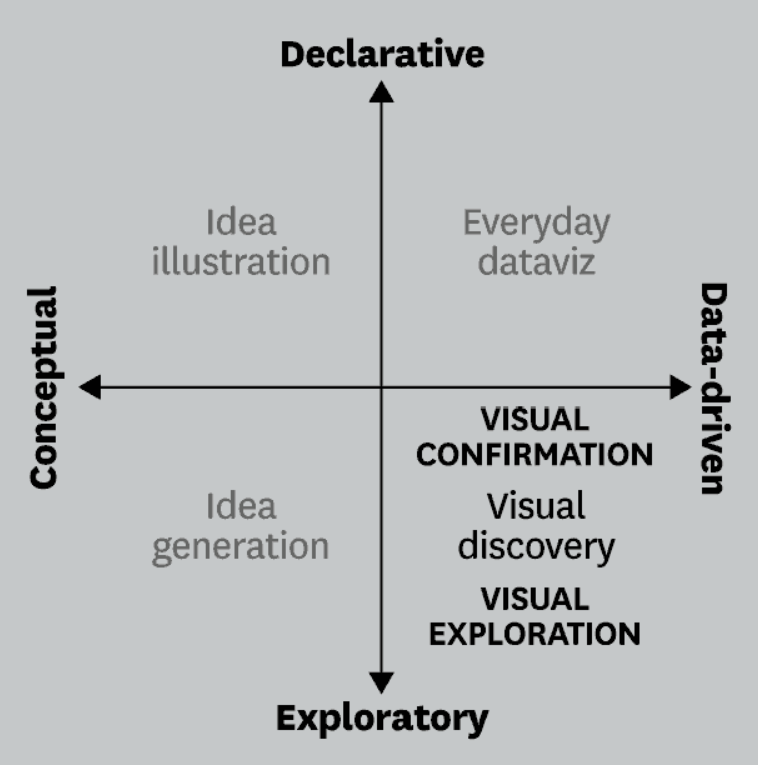 Declarative
Idea
illustration
Everyday
dataviz
Conceptual
Data-driven
VISUAL
CONFIRMATION
Idea
generation
Visual
discovery
VISUAL
EXPLORATION
Exploratory